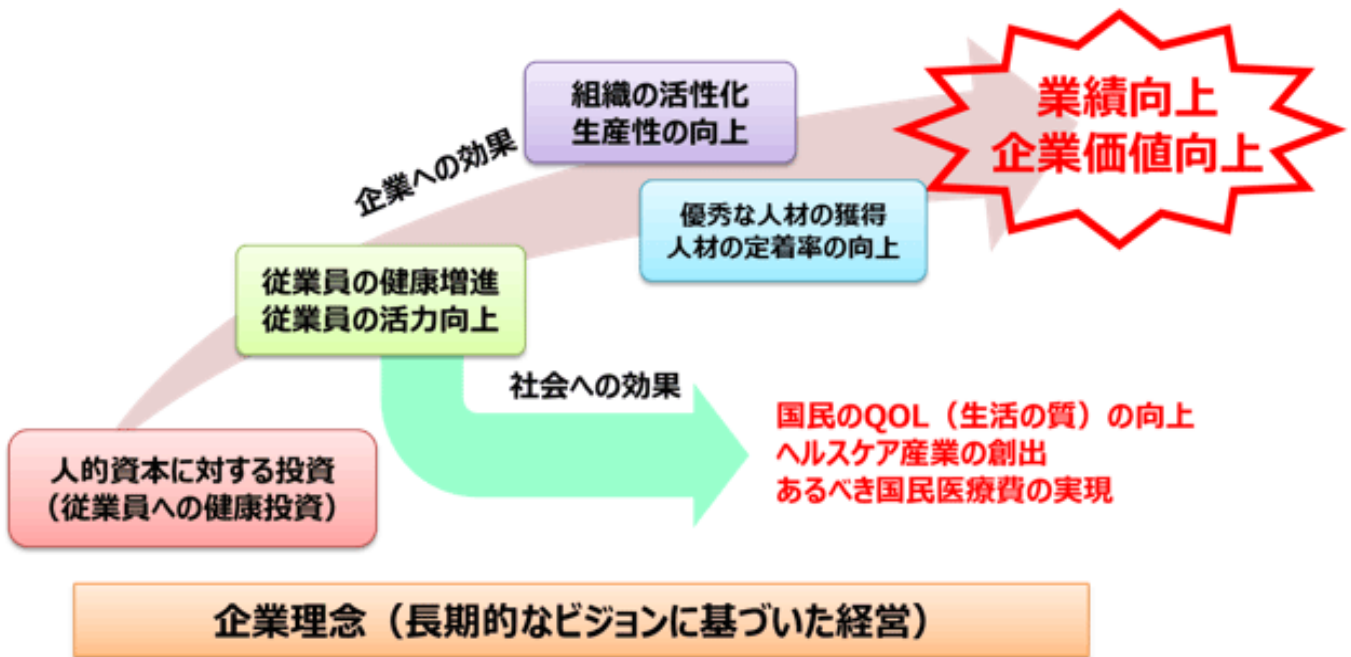 業績向上
企業価値向上
組織の活性化
生産性の向上
企業への効果
優秀な人材の獲得
人材の定着率の向上
従業員の健康増進
従業員の活力向上
社会への効果
国民のQOL（生活の質）の向上
ヘルスケア産業の創出
あるべき国民医療費の実現
人的資本に対する投資
（従業員への健康投資）
企業理念（長期的なビジョンに基づいた経営）